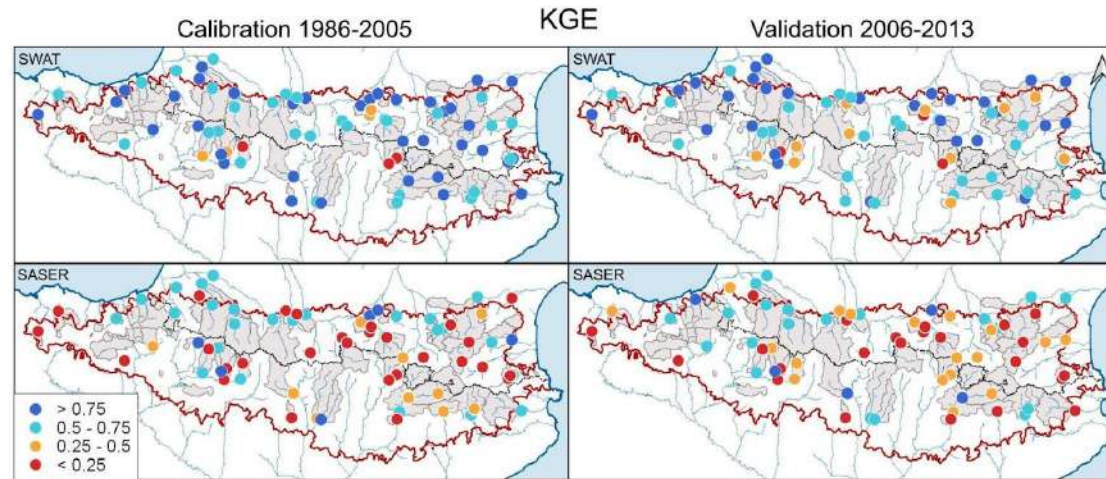 KGE
Calibration 1986-2005
Validation 2006-2013
SWAT
SWAT
SASER
SASER
> 0.75
0.5 - 0.75
0.25 - 0.5
< 0.25